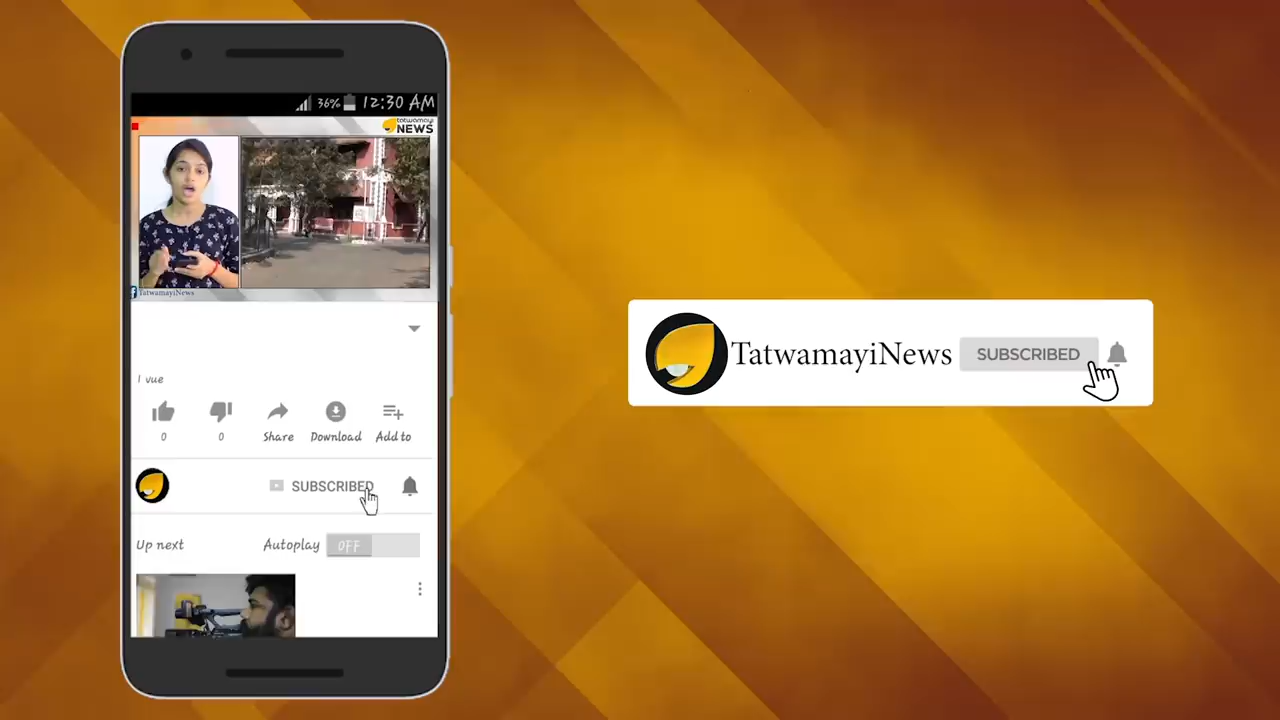 36% 12:30 AM
tatwamayi
NEWS
TatwamayiNews
1 vue
0 0 Share Download Add to
SUBSCRIBED
Up next Autoplay OFF
TatwamayiNews SUBSCRIBED